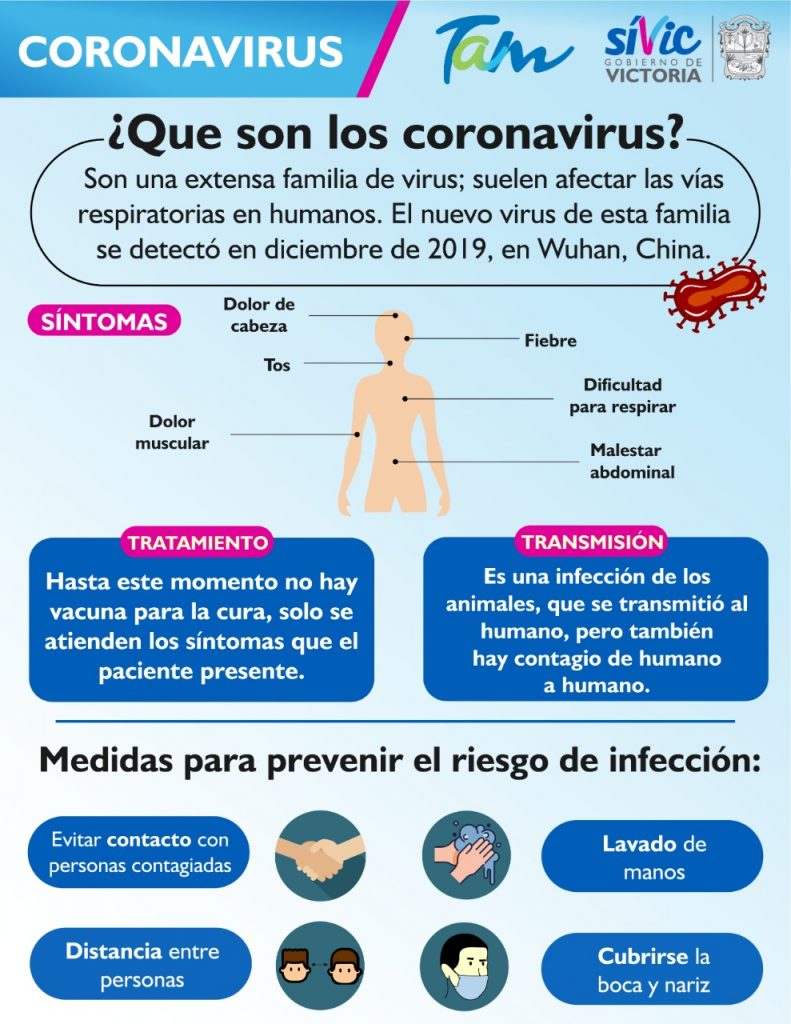 CORONAVIRUS
Tam
síVic
GOBIERNO DE
VICTORIA
¿Que son los coronavirus?
Son una extensa familia de virus; suelen afectar las vías
respiratorias en humanos. El nuevo virus de esta familia
se detectó en diciembre de 2019, en Wuhan, China.
SÍNTOMAS
Dolor de
cabeza
Fiebre
Tos
Dificultad
para respirar
Dolor
muscular
Malestar
abdominal
TRATAMIENTO
Hasta este momento no hay
vacuna para la cura, solo se
atienden los síntomas que el
paciente presente.
TRANSMISIÓN
Es una infección de los
animales, que se transmitió al
humano, pero también
hay contagio de humano
a humano.
Medidas para prevenir el riesgo de infección:
Evitar contacto con
personas contagiadas
Lavado de
manos
Distancia entre
personas
Cubrirse la
boca y nariz